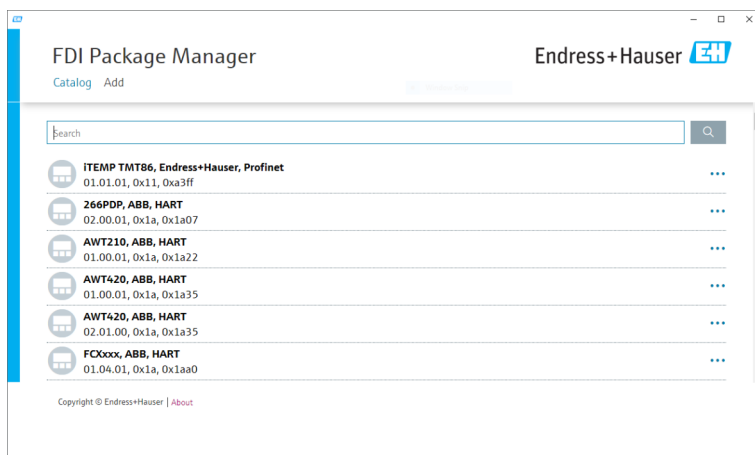 EH
FDI Package Manager
Endress+Hauser EH
Catalog Add
Search
iTEMP TMT86, Endress+Hauser, Profinet
01.01.01, 0x11, 0xa3ff
266PDP, ABB, HART
02.00.01, 0x1a, 0x1a07
AWT210, ABB, HART
01.00.01, 0x1a, 0x1a22
AWT420, ABB, HART
01.00.01, 0x1a, 0x1a35
AWT420, ABB, HART
02.01.00, 0x1a, 0x1a35
FCXxxx, ABB, HART
01.04.01, 0x1a, 0x1aa0
Copyright © Endress+Hauser | About